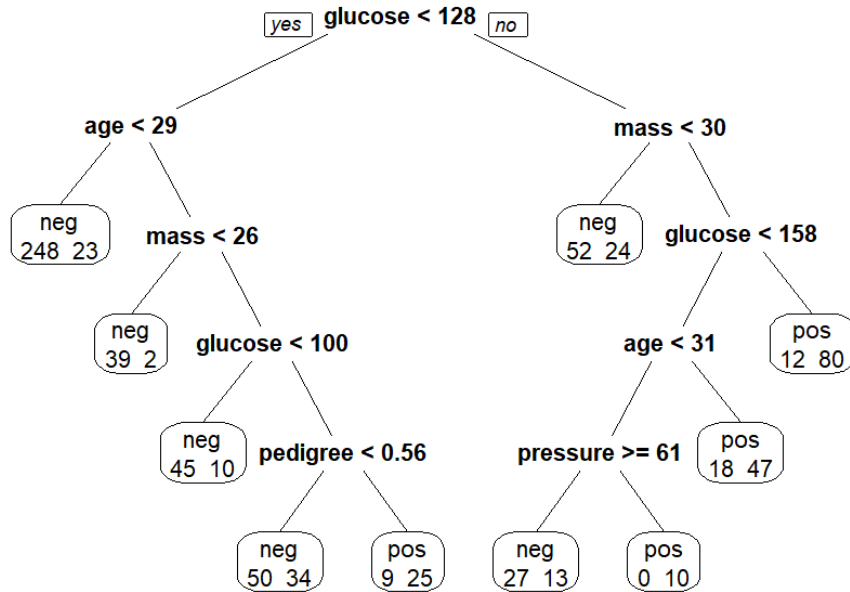 yes glucose < 128 no
age < 29 mass < 30
neg
248 23
mass < 26
neg
52 24
glucose < 158
neg
39 2
glucose < 100
age < 31
pos
12 80
neg
45 10
pedigree < 0.56
pressure >= 61
pos
18 47
neg
50 34
pos
9 25
neg
27 13
pos
0 10